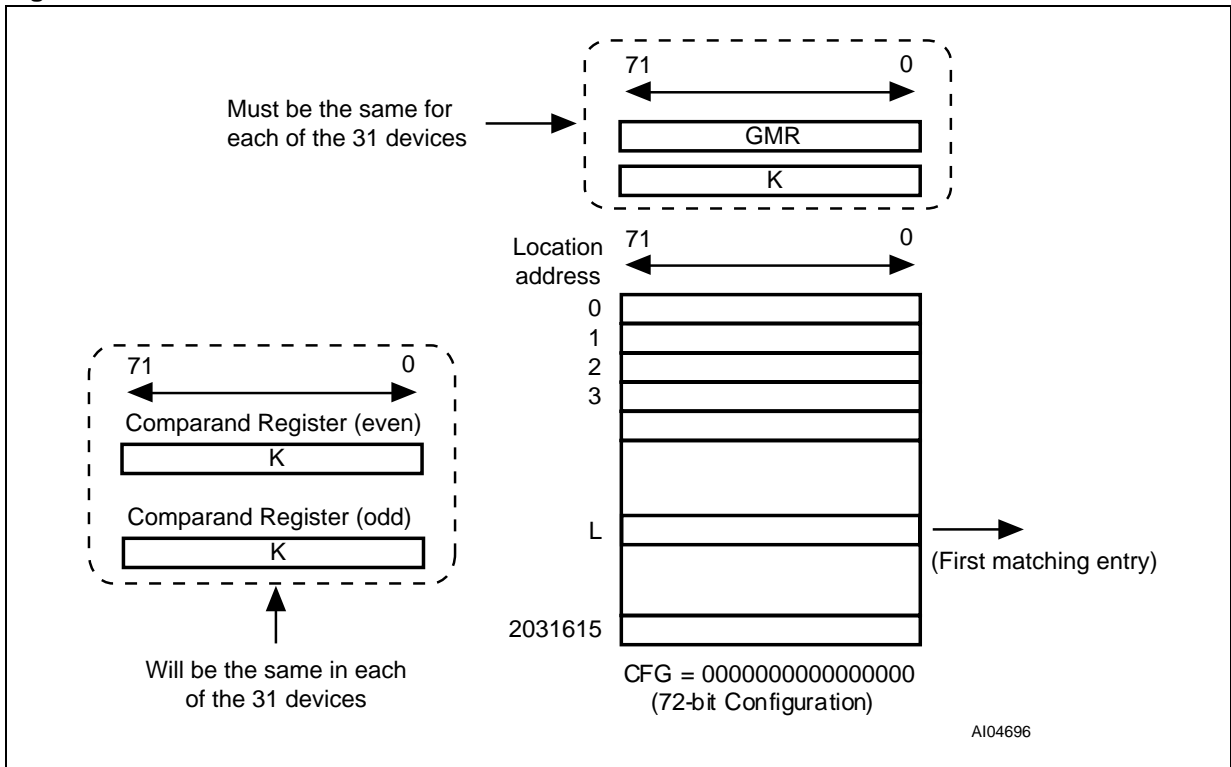 71 0
Must be the same for
each of the 31 devices
GMR
K
Location
address
71 0
0
1
2
3
71 0
Comparand Register (even)
K
Comparand Register (odd)
K
L
(First matching entry)
2031615
Will be the same in each
of the 31 devices
CFG = 0000000000000000
(72-bit Configuration)
AI04696